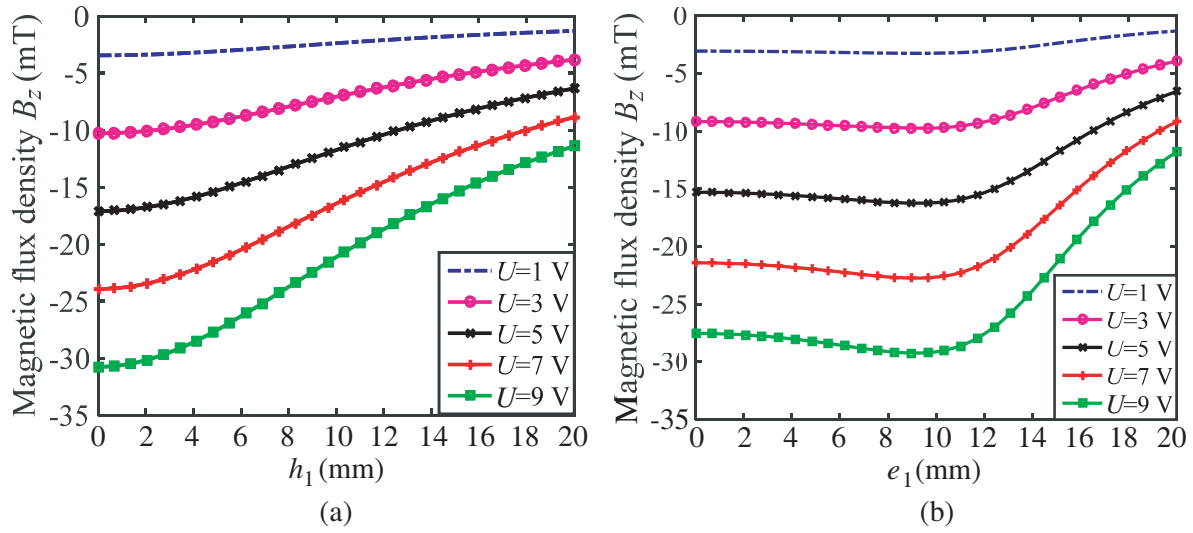 (a)
Magnetic flux density B_z (mT)
0
-5
-10
-15
-20
-25
-30
-35
0 2 4 6 8 10 12 14 16 18 20
h_1 (mm)
U=1 V
U=3 V
U=5 V
U=7 V
U=9 V
(a)
(b)
Magnetic flux density B_z (mT)
0
-5
-10
-15
-20
-25
-30
-35
0 2 4 6 8 10 12 14 16 18 20
e_1 (mm)
U=1 V
U=3 V
U=5 V
U=7 V
U=9 V
(b)